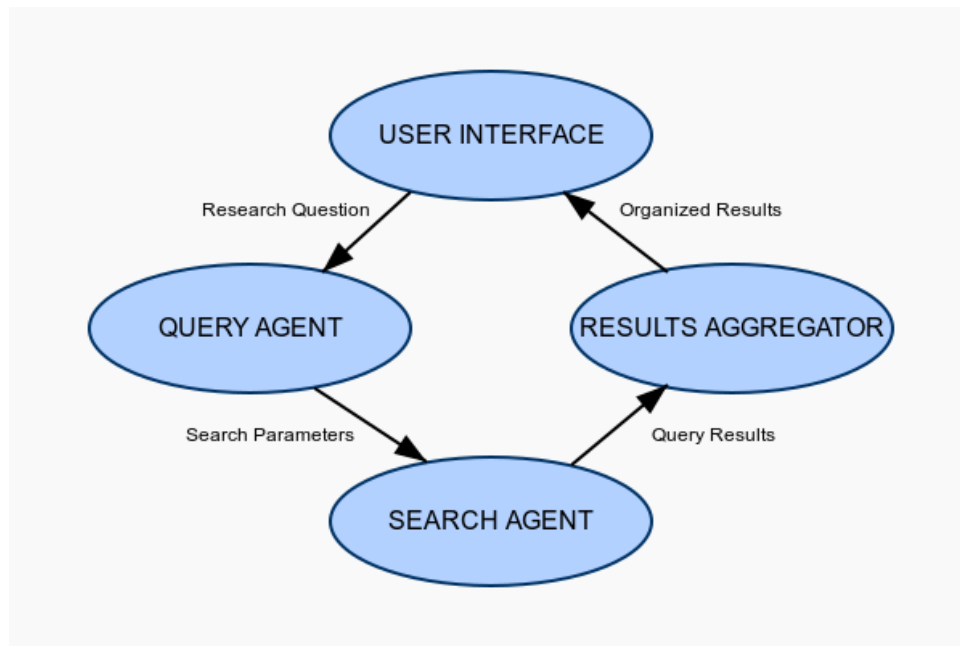 USER INTERFACE
Research Question
Organized Results
QUERY AGENT
RESULTS AGGREGATOR
Search Parameters
Query Results
SEARCH AGENT